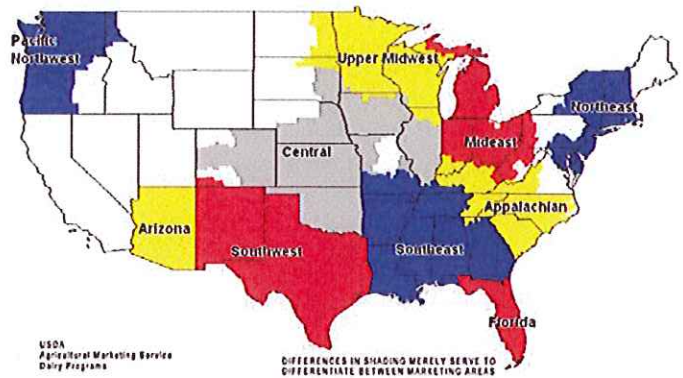 Pacific
Northwest
Upper Midwest
Northeast
Mideast
Central
Appalachian
Arizona
Southwest
Southeast
Florida
USDA
Agricultural Marketing Service
Dairy Programs
DIFFERENCES IN SHADING MERELY SERVE TO
DIFFERENTIATE BETWEEN MARKETING AREAS